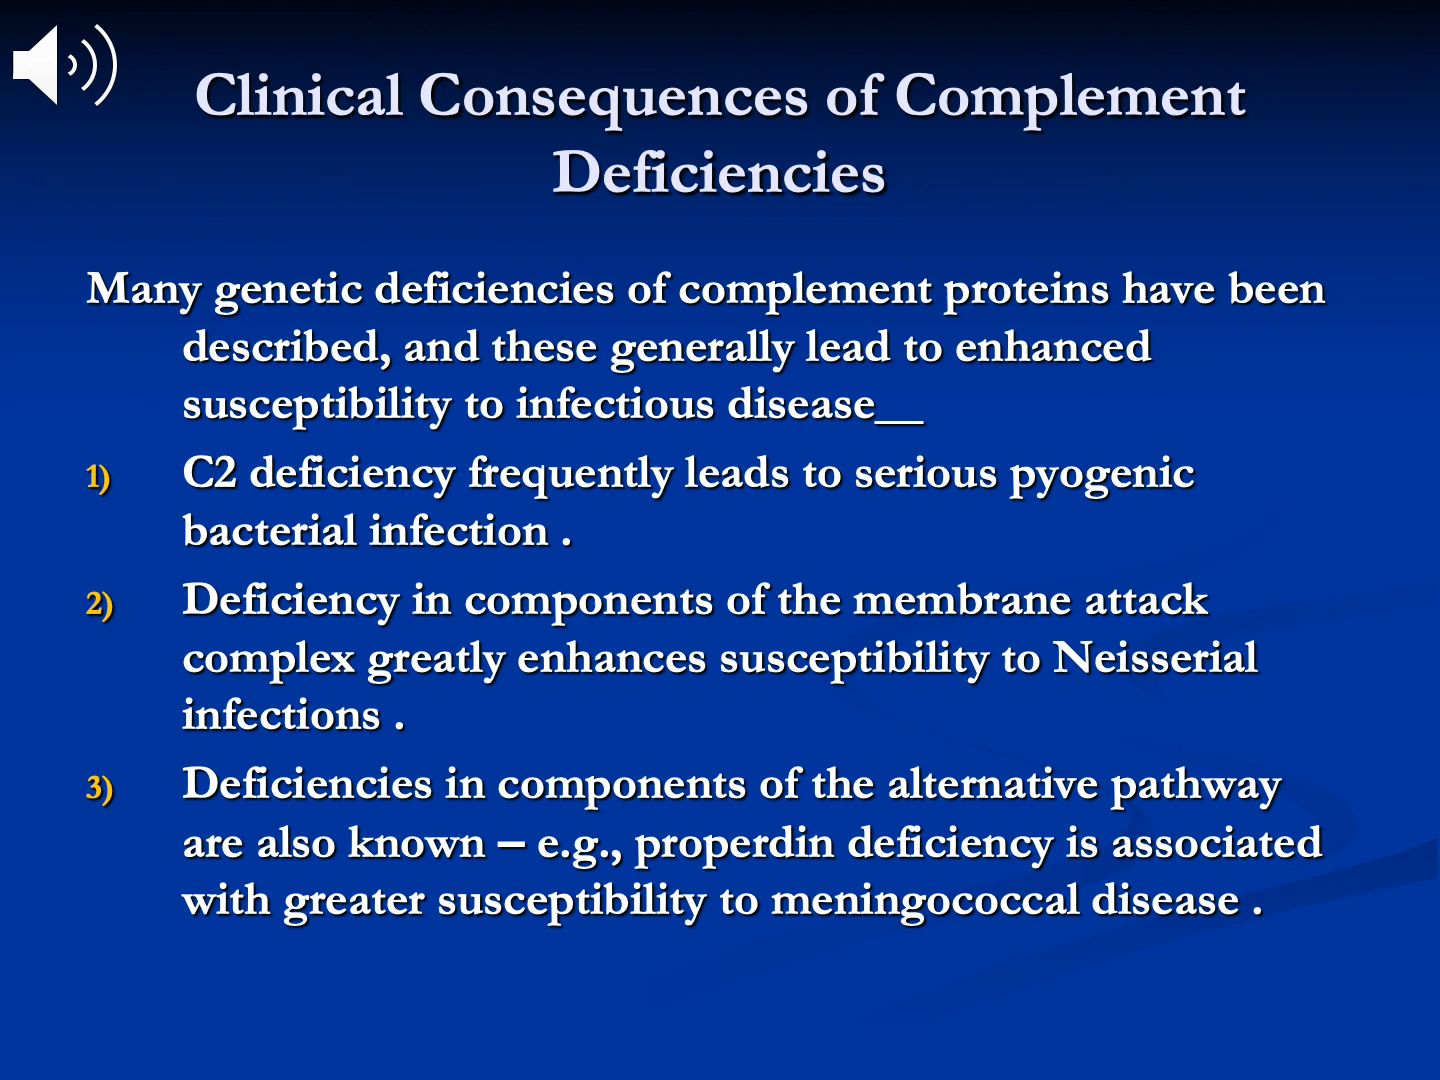 Clinical Consequences of Complement
Deficiencies
Many genetic deficiencies of complement proteins have been
described, and these generally lead to enhanced
susceptibility to infectious disease__
1) C2 deficiency frequently leads to serious pyogenic
bacterial infection .
2) Deficiency in components of the membrane attack
complex greatly enhances susceptibility to Neisserial
infections .
3) Deficiencies in components of the alternative pathway
are also known – e.g., properdin deficiency is associated
with greater susceptibility to meningococcal disease .